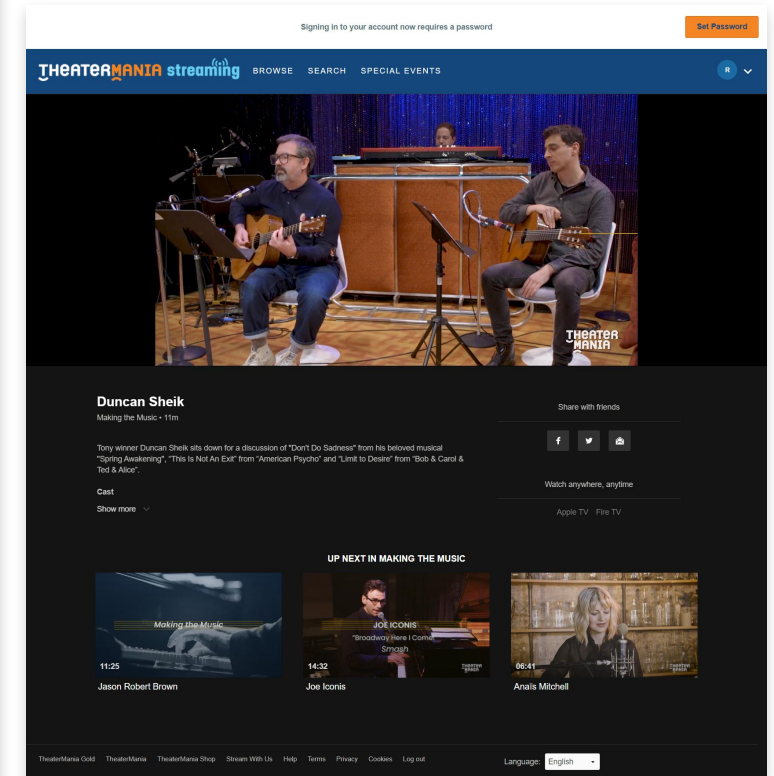 Signing in to your account now requires a password
Set Password
THEATERMANIA streaming
BROWSE SEARCH SPECIAL EVENTS
R
THEATER
MANIA
Duncan Sheik
Making the Music • 11m
Tony winner Duncan Sheik sits down for a discussion of "Don't Do Sadness" from his beloved musical
"Spring Awakening", "This Is Not An Exit" from "American Psycho" and "Limit to Desire" from "Bob & Carol &
Ted & Alice".
Cast
Show more
Share with friends
Watch anywhere, anytime
Apple TV Fire TV
UP NEXT IN MAKING THE MUSIC
Making the Music
11:25
Jason Robert Brown
JOE ICONIS
"Broadway Here I Come"
Smash
14:32
THEATER
MANIA
Joe Iconis
06:41
THEATER
MANIA
Anaïs Mitchell
TheaterMania Gold TheaterMania TheaterMania Shop Stream With Us Help Terms Privacy Cookies Log out
Language: English